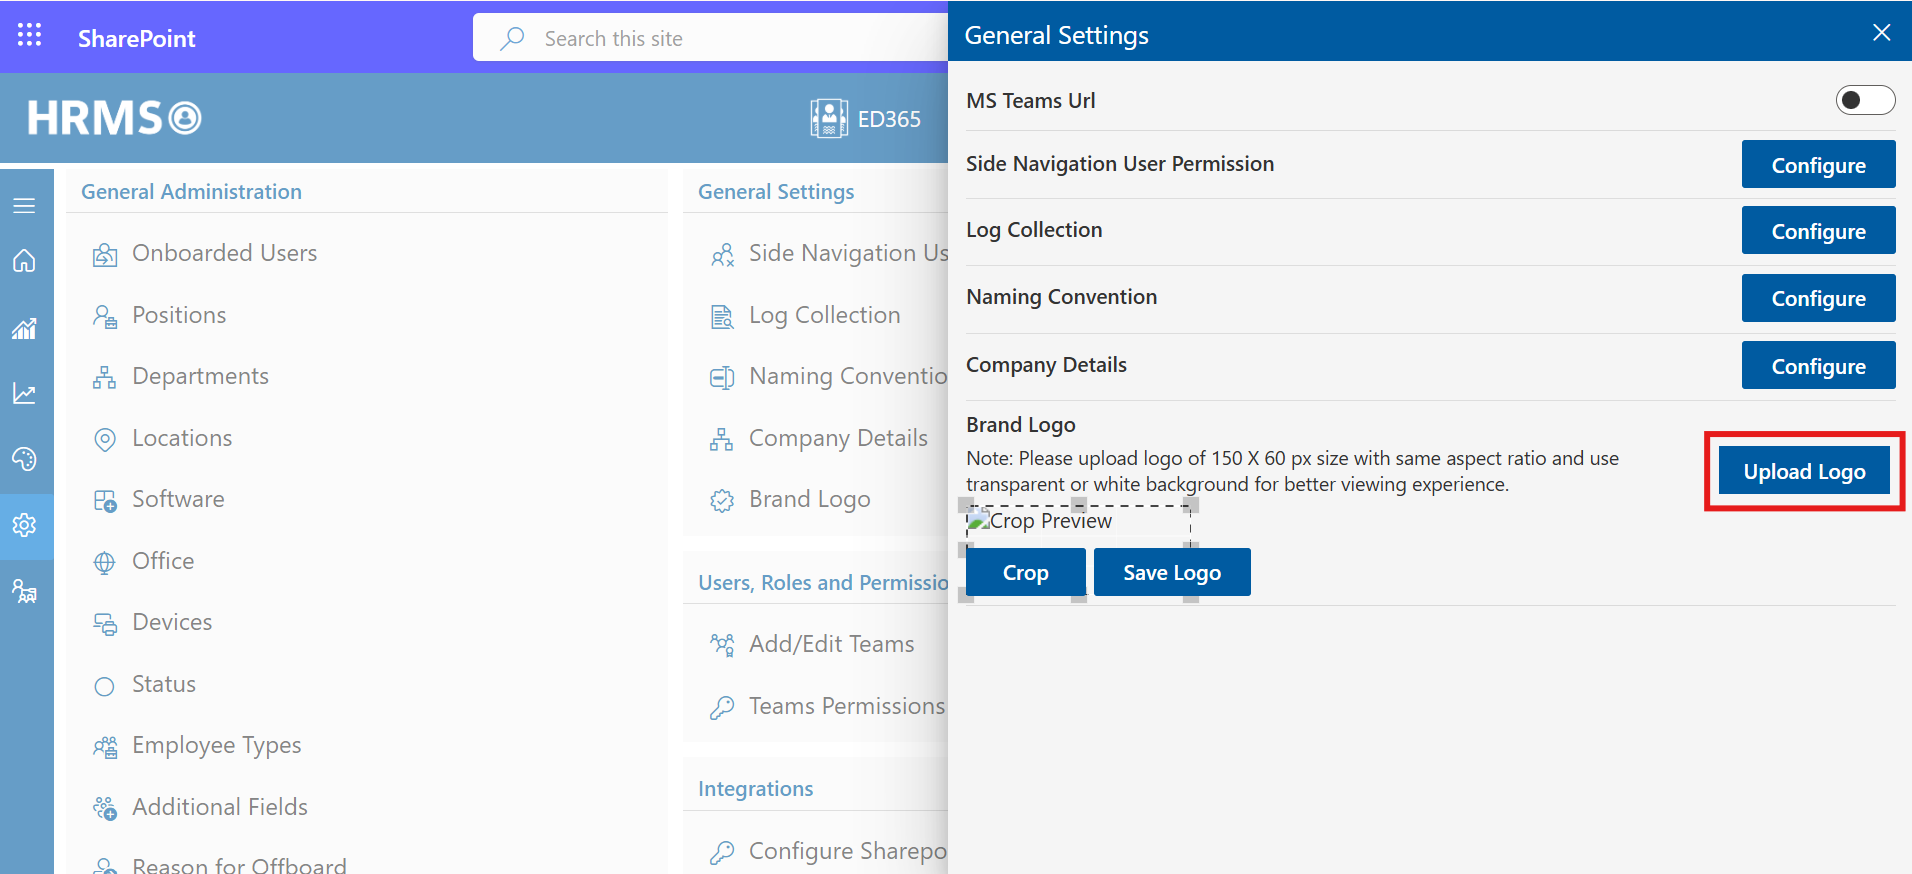 SharePoint
Search this site
HRMS
ED365
General Administration
Onboarded Users
Positions
Departments
Locations
Software
Office
Devices
Status
Employee Types
Additional Fields
Reason for Offboard
General Settings
Side Navigation Us
Log Collection
Naming Conventio
Company Details
Brand Logo
Users, Roles and Permissio
Add/Edit Teams
Teams Permissions
Integrations
Configure Sharepo
General Settings
MS Teams Url
Side Navigation User Permission
Configure
Log Collection
Configure
Naming Convention
Configure
Company Details
Configure
Brand Logo
Note: Please upload logo of 150 X 60 px size with same aspect ratio and use
transparent or white background for better viewing experience.
Upload Logo
Crop Preview
Crop
Save Logo